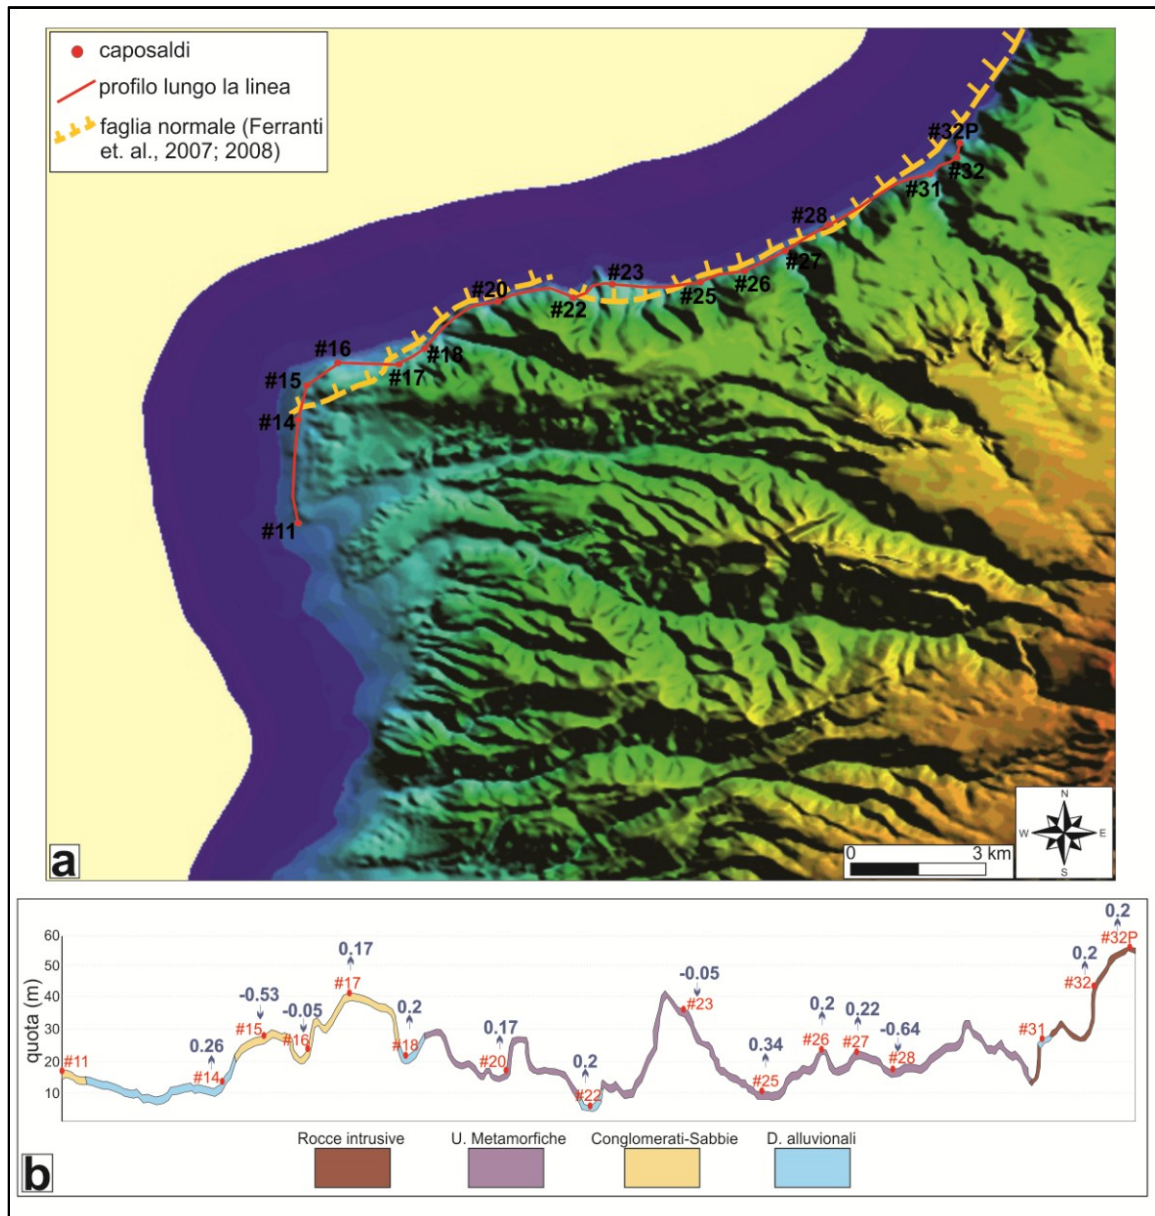 caposaldi
profilo lungo la linea
faglia normale (Ferranti
et. al., 2007; 2008)
#32P
#32
#31
#28
#27
#26
#25
#23
#22
#20
#18
#17
#16
#15
#14
#11
N
W E
S
0 3 km
a
quota (m)
60
50
40
30
20
10
#11
0.26
#14
-0.53
#15
-0.05
#16
0.17
#17
0.2
#18
0.17
#20
0.2
#22
-0.05
#23
0.34
#25
0.2
#26
0.22
#27
-0.64
#28
#31
0.2
#32
0.2
#32P
Rocce intrusive
U. Metamorfiche
Conglomerati-Sabbie
D. alluvionali
b